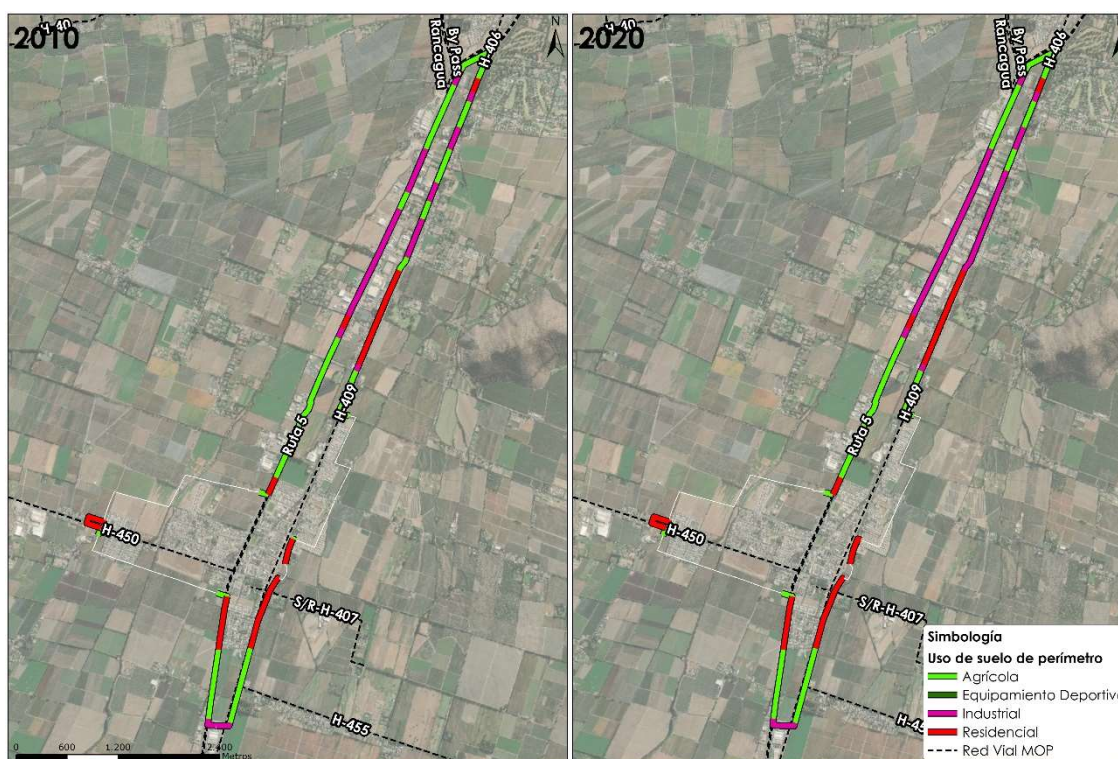 2010
H-40
By Pass
Rancagua
H-406
N
Ruta 5
H-409
H-450
S/R-H-407
H-455
0 600 1.200 2.400
Metros
2020
H-40
By Pass
Rancagua
H-406
N
Ruta 5
H-409
H-450
S/R-H-407
H-45
Simbología
Uso de suelo de perímetro
Agrícola
Equipamiento Deportiv
Industrial
Residencial
Red Vial MOP